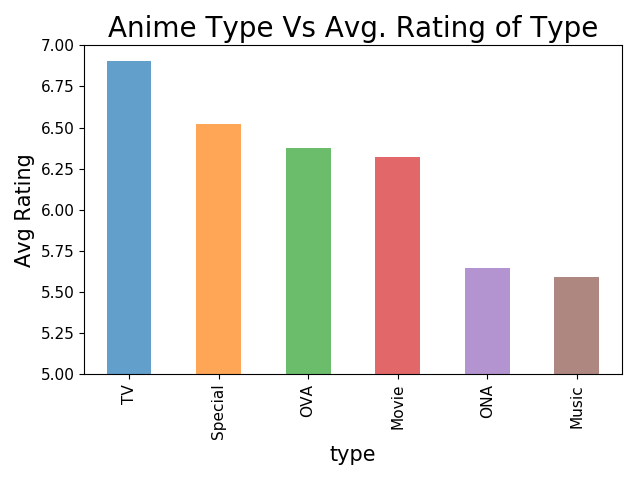 Anime Type Vs Avg. Rating of Type
Avg Rating
7.00
6.75
6.50
6.25
6.00
5.75
5.50
5.25
5.00
TV
Special
OVA
Movie
ONA
Music
type